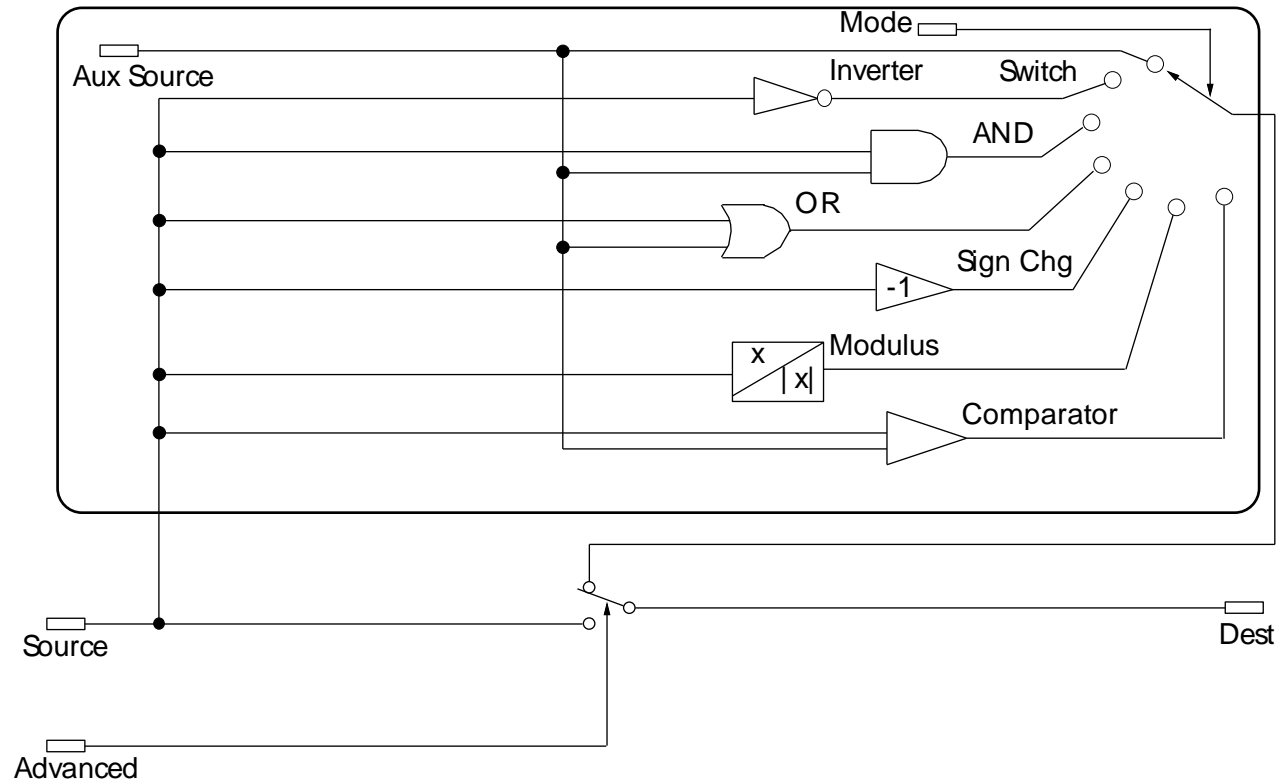 Mode
Aux Source
Inverter
Switch
AND
OR
Sign Chg
-1
Modulus
x
|x|
Comparator
Source
Dest
Advanced